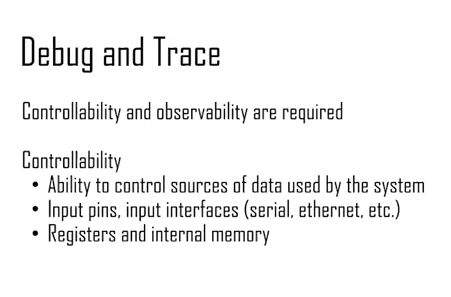 Debug and Trace
Controllability and observability are required
Controllability
• Ability to control sources of data used by the system
• Input pins, input interfaces (serial, ethernet, etc.)
• Registers and internal memory